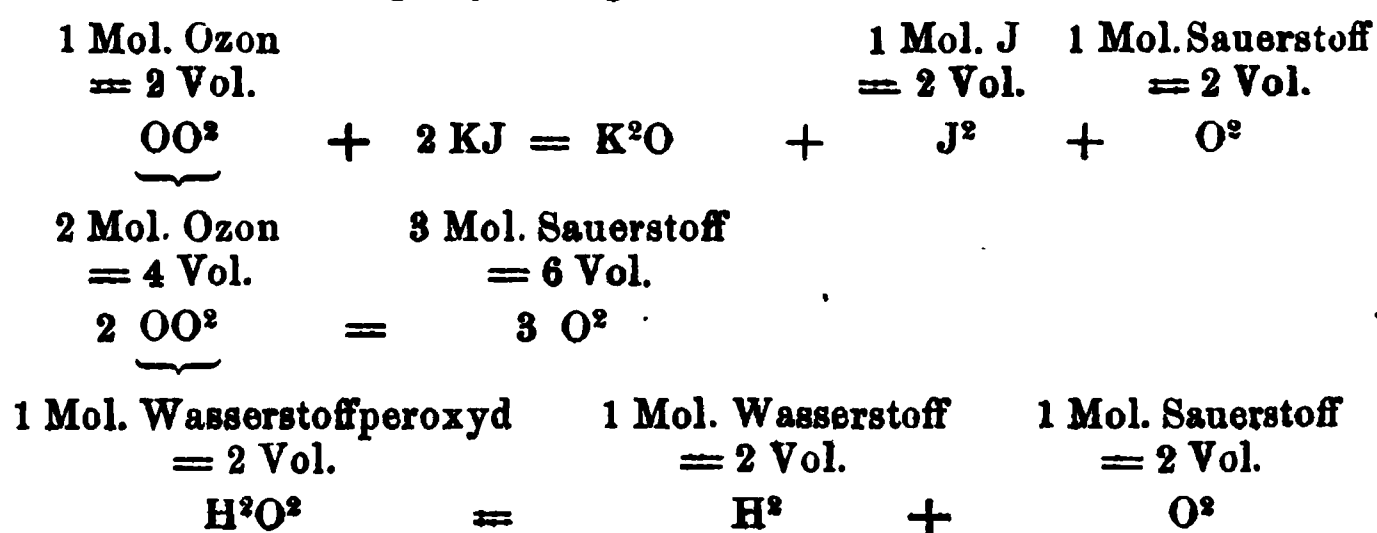 1 Mol. Ozon 1 Mol. J 1 Mol. Sauerstoff
= 2 Vol. = 2 Vol. = 2 Vol.
OO² + 2 KJ = K²O + J² + O²
2 Mol. Ozon 3 Mol. Sauerstoff
= 4 Vol. = 6 Vol.
2 OO² = 3 O²
1 Mol. Wasserstoffperoxyd 1 Mol. Wasserstoff 1 Mol. Sauerstoff
= 2 Vol. = 2 Vol. = 2 Vol.
H²O² = H² + O²